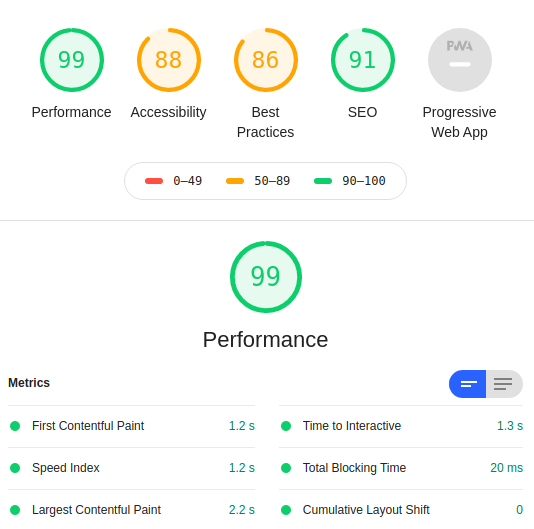 99 88 86 91 PWA
Performance Accessibility Best Practices SEO Progressive Web App
0–49 50–89 90–100
99
Performance
Metrics
First Contentful Paint 1.2 s
Time to Interactive 1.3 s
Speed Index 1.2 s
Total Blocking Time 20 ms
Largest Contentful Paint 2.2 s
Cumulative Layout Shift 0